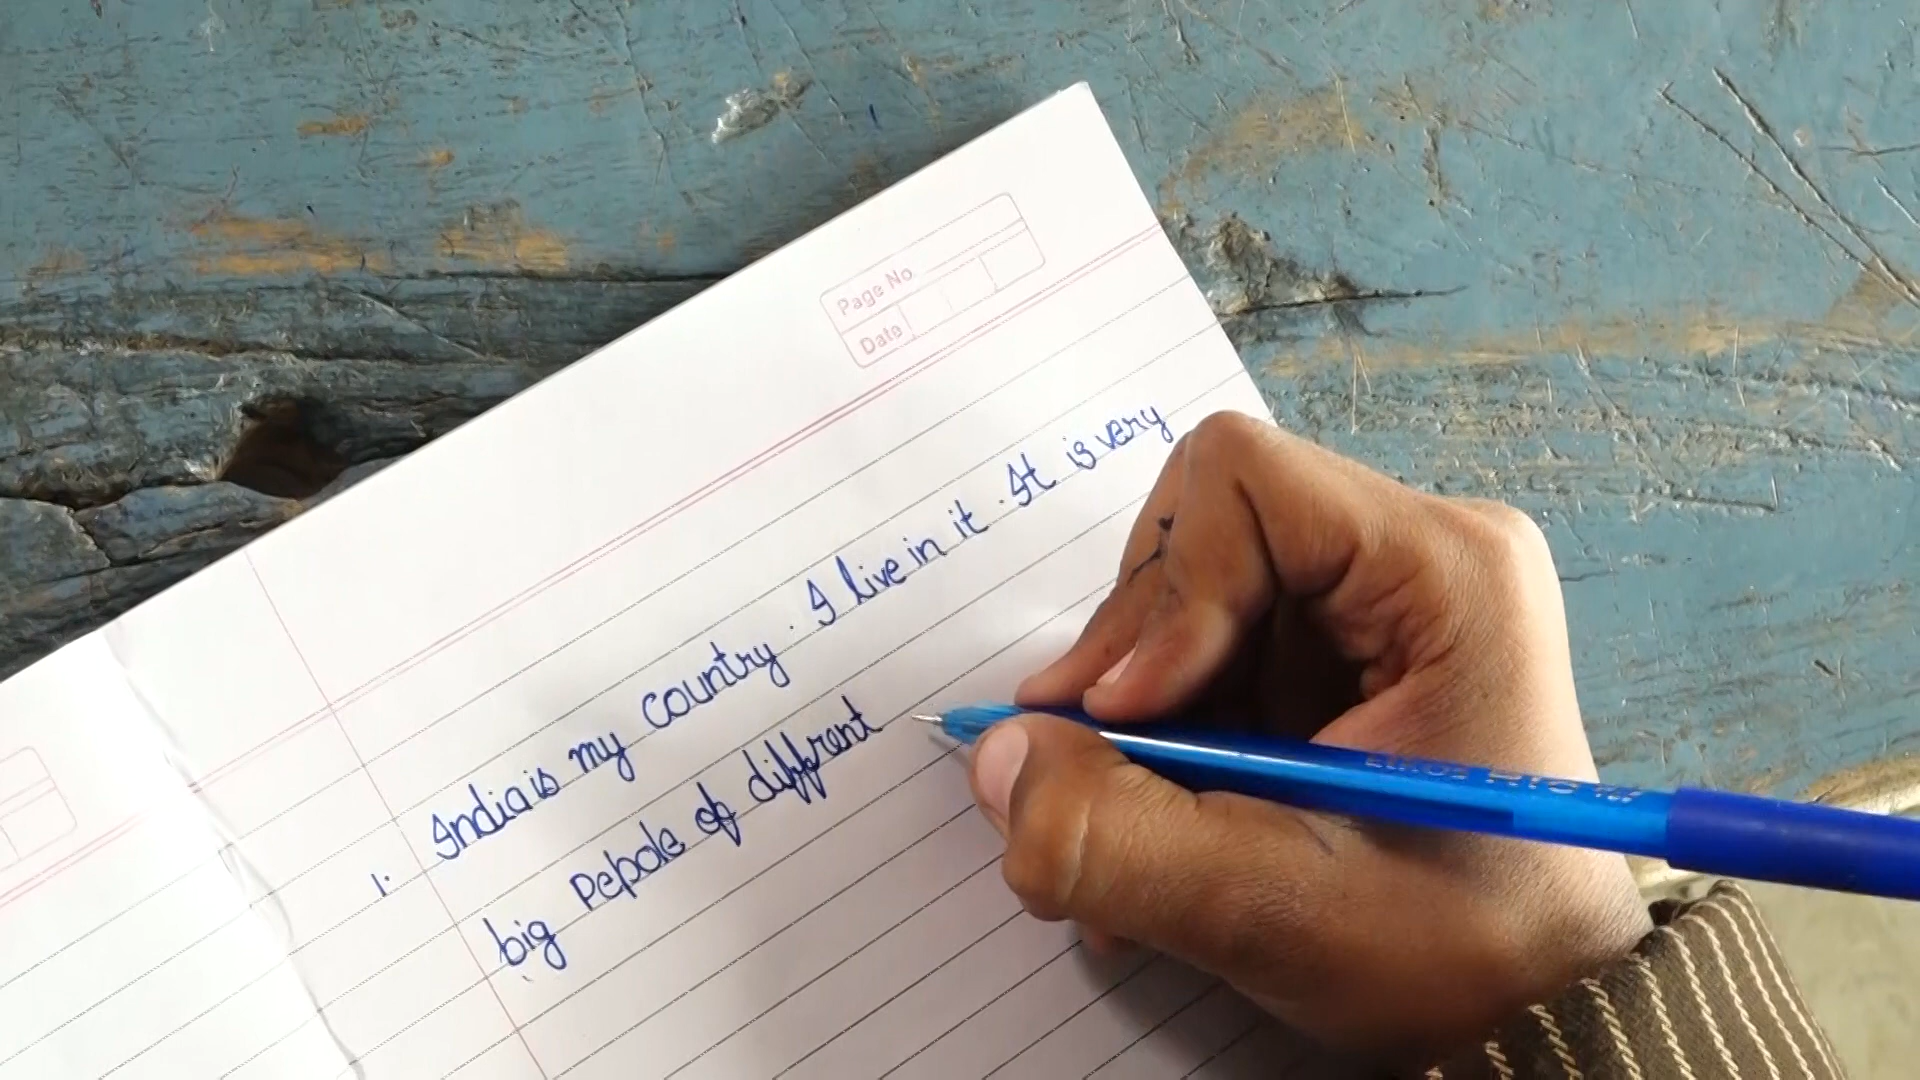 Page No
Date
1. India is my country. I live in it. It is very
big pepole of diffrent